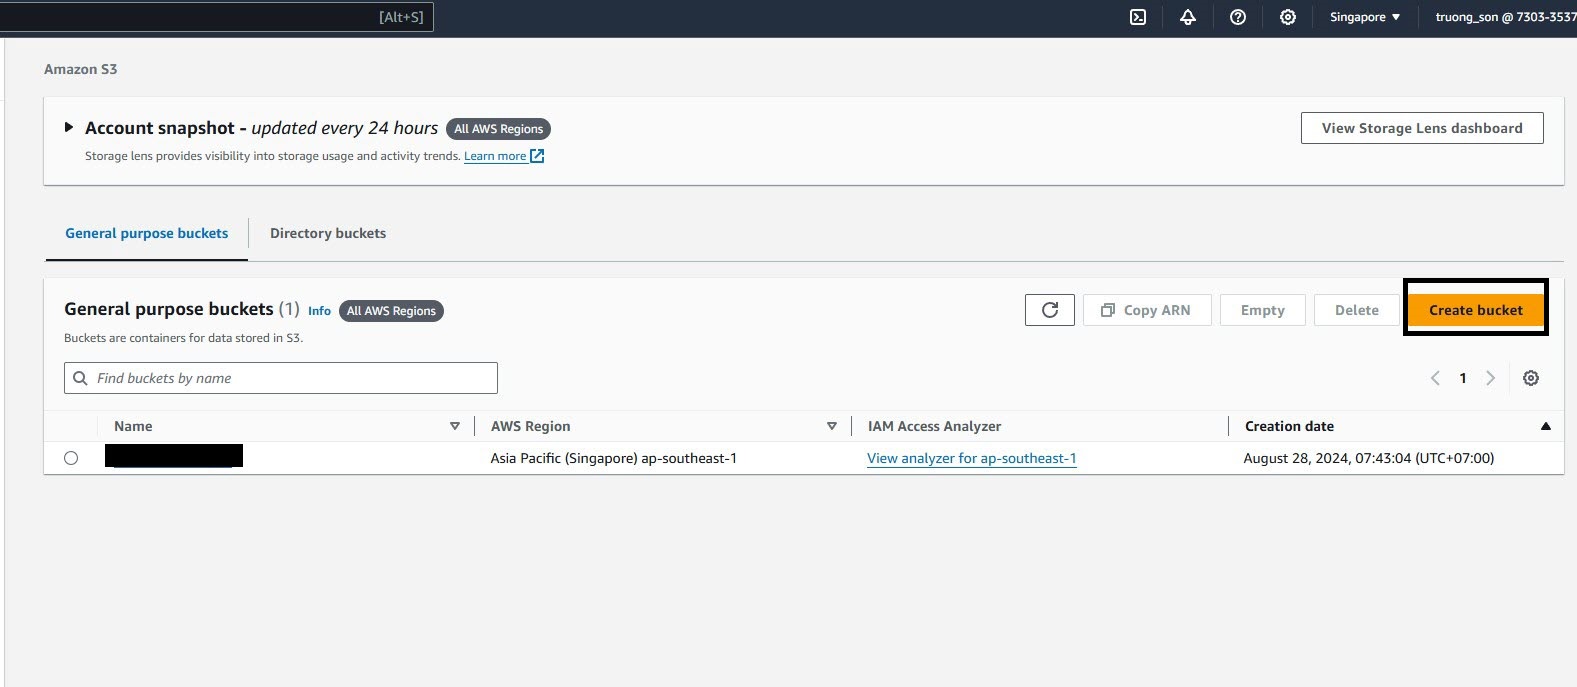 [Alt+S]
Singapore
truong_son @ 7303-3537
Amazon S3
Account snapshot - updated every 24 hours All AWS Regions
View Storage Lens dashboard
Storage lens provides visibility into storage usage and activity trends. Learn more
General purpose buckets
Directory buckets
General purpose buckets (1) Info All AWS Regions
Copy ARN
Empty
Delete
Create bucket
Buckets are containers for data stored in S3.
Find buckets by name
1
Name
AWS Region
IAM Access Analyzer
Creation date
Asia Pacific (Singapore) ap-southeast-1
View analyzer for ap-southeast-1
August 28, 2024, 07:43:04 (UTC+07:00)